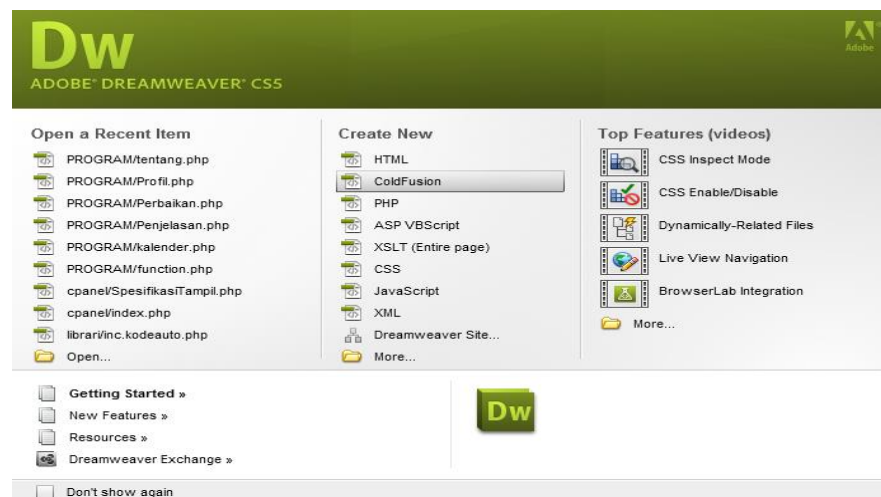 Dw
ADOBE® DREAMWEAVER® CS5
Adobe
Open a Recent Item
PROGRAM/tentang.php
PROGRAM/Profil.php
PROGRAM/Perbaikan.php
PROGRAM/Penjelasan.php
PROGRAM/kalender.php
PROGRAM/function.php
cpanel/SpesifikasiTampil.php
cpanel/index.php
librari/inc.kodeauto.php
Open...
Create New
HTML
ColdFusion
PHP
ASP VBScript
XSLT (Entire page)
CSS
JavaScript
XML
Dreamweaver Site...
More...
Top Features (videos)
CSS Inspect Mode
CSS Enable/Disable
Dynamically-Related Files
Live View Navigation
BrowserLab Integration
More...
Getting Started »
New Features »
Resources »
Dreamweaver Exchange »
Dw
Don't show again